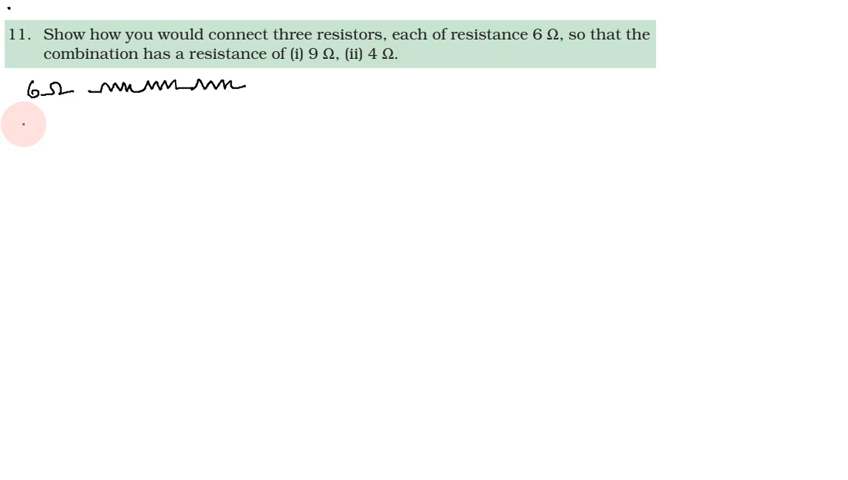 11. Show how you would connect three resistors, each of resistance 6 Ω, so that the
combination has a resistance of (i) 9 Ω, (ii) 4 Ω.
6 Ω